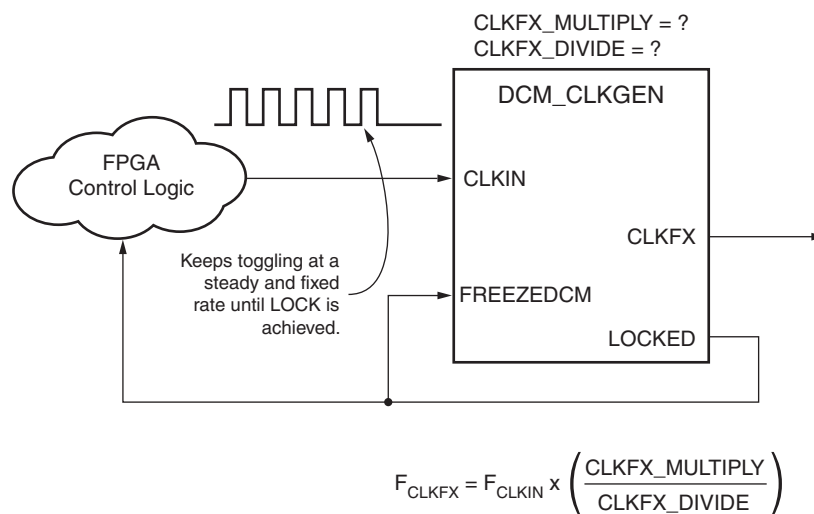 CLKFX_MULTIPLY = ?
CLKFX_DIVIDE = ?
DCM_CLKGEN
FPGA
Control Logic
CLKIN
CLKFX
Keeps toggling at a
steady and fixed
rate until LOCK is
achieved.
FREEZEDCM
LOCKED
F_CLKFX = F_CLKIN x (CLKFX_MULTIPLY
CLKFX_DIVIDE)